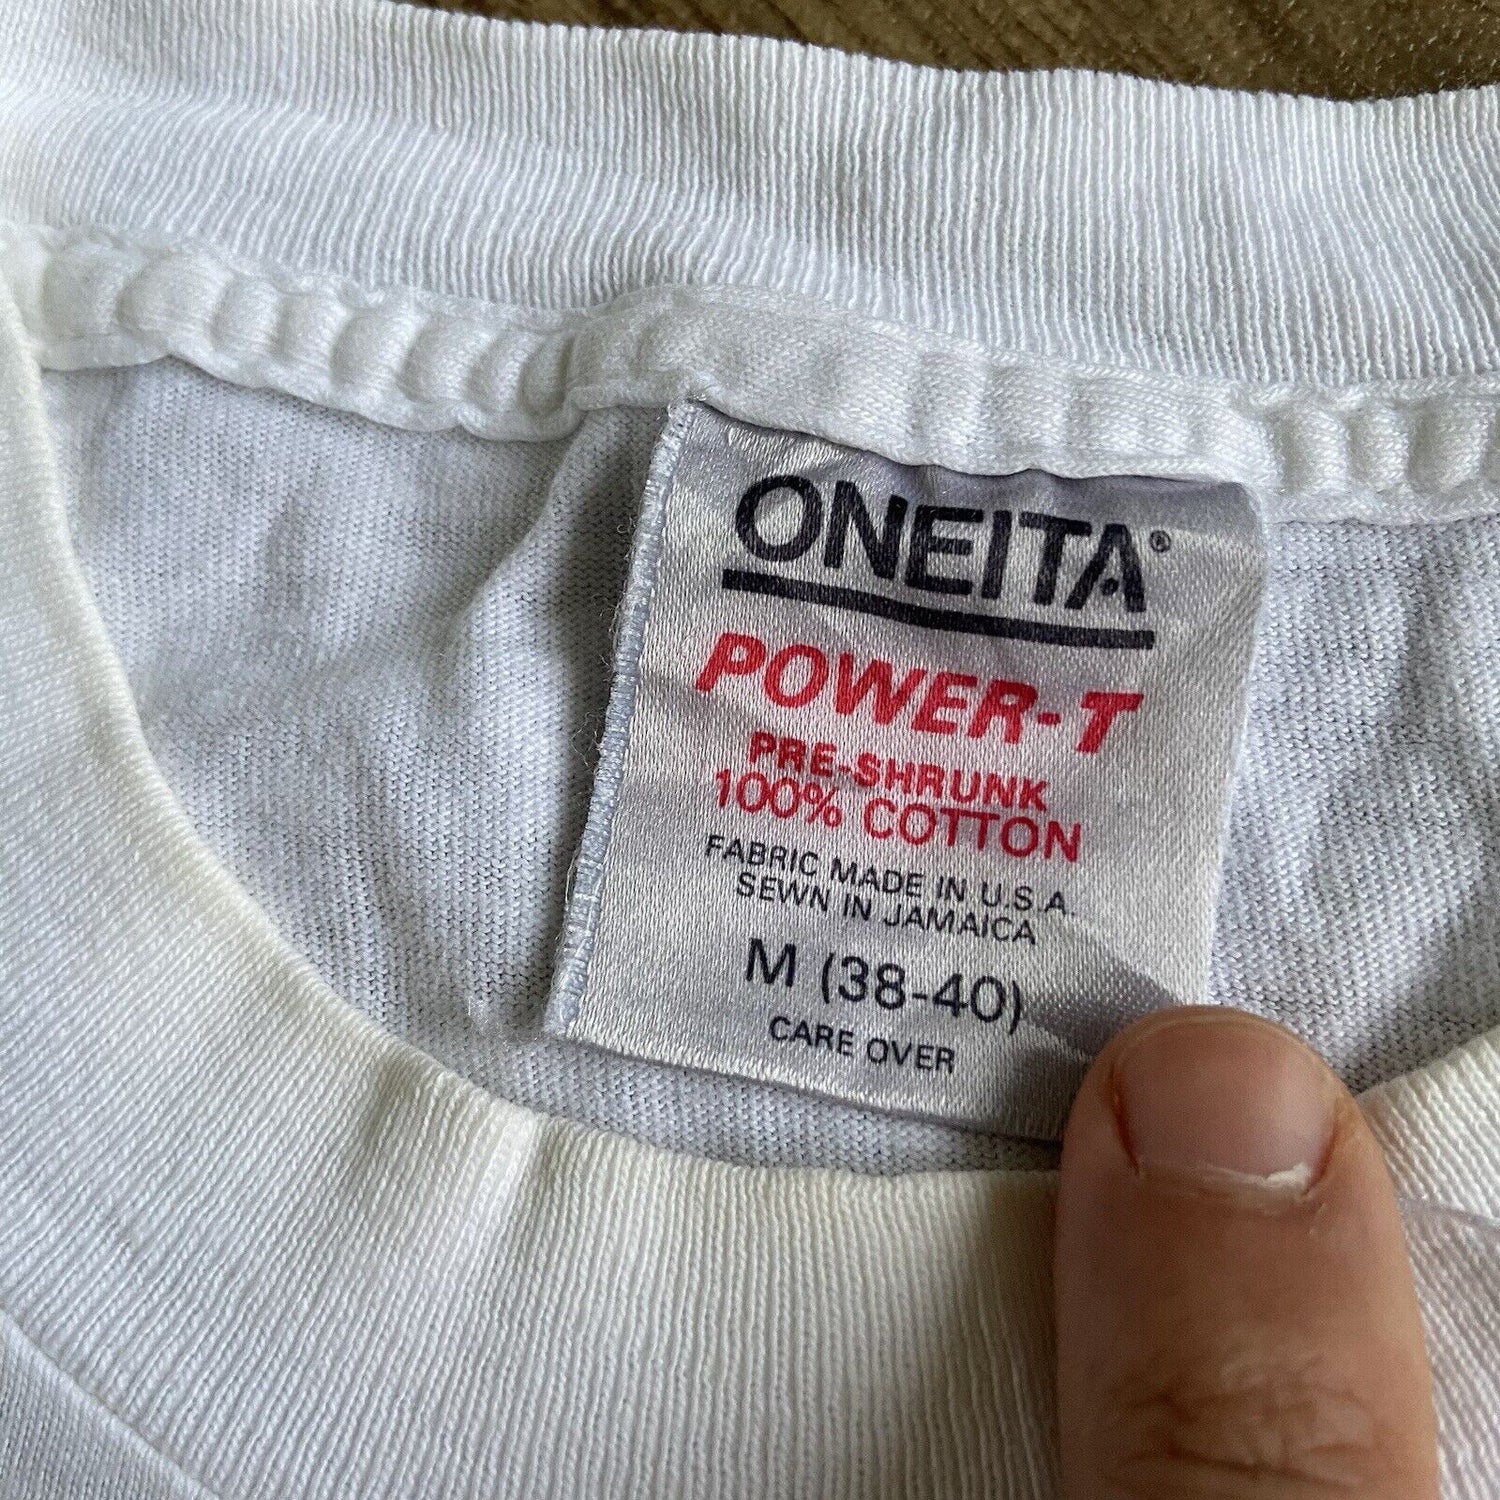 ONEITA®
POWER-T
PRE-SHRUNK
100% COTTON
FABRIC MADE IN U.S.A.
SEWN IN JAMAICA
M (38-40)
CARE OVER